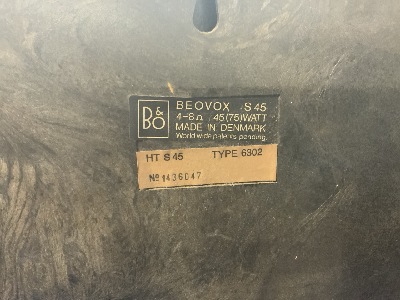 B&O
BEOVOX S45
4-8Ω 45(75)WATT
MADE IN DENMARK
World wide patents pending.
HT S45 TYPE 6302
Nº 1436047